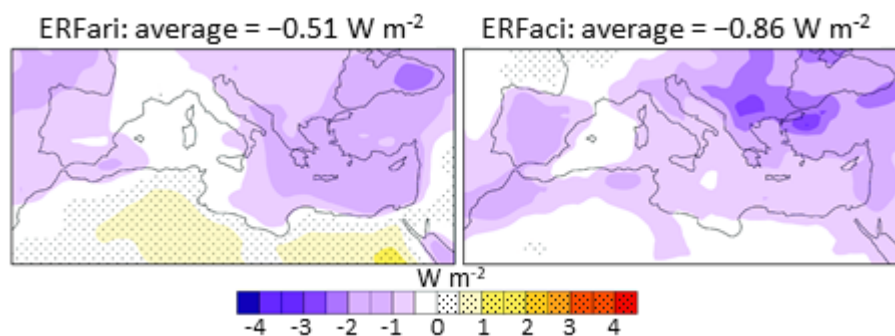 ERFari: average = −0.51 W m⁻²
ERFaci: average = −0.86 W m⁻²
W m⁻²
-4 -3 -2 -1 0 1 2 3 4